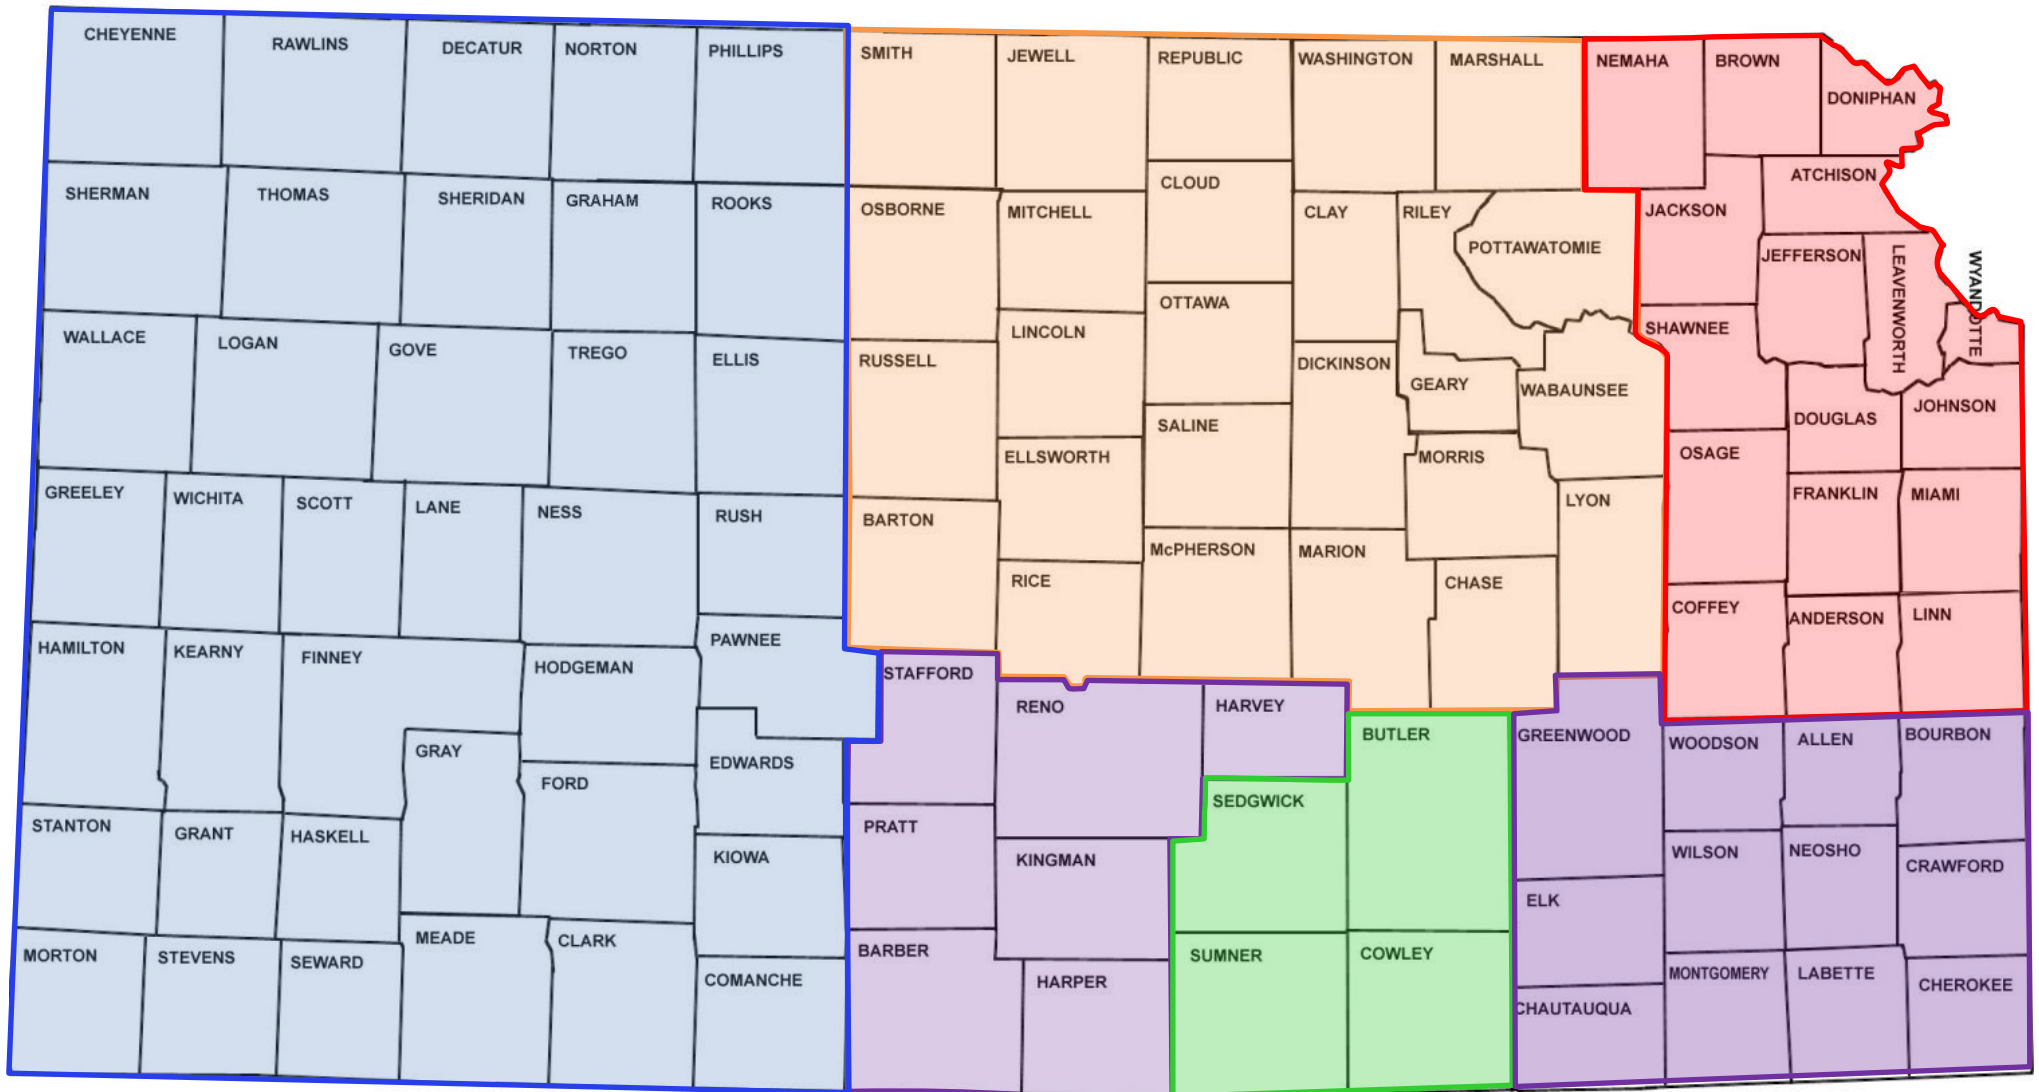 CHEYENNE
RAWLINS
DECATUR
NORTON
PHILLIPS
SMITH
JEWELL
REPUBLIC
WASHINGTON
MARSHALL
NEMAHA
BROWN
DONIPHAN
SHERMAN
THOMAS
SHERIDAN
GRAHAM
ROOKS
OSBORNE
MITCHELL
CLOUD
CLAY
RILEY
POTTAWATOMIE
JACKSON
ATCHISON
JEFFERSON
LEAVENWORTH
WYANDOTTE
WALLACE
LOGAN
GOVE
TREGO
ELLIS
RUSSELL
LINCOLN
OTTAWA
DICKINSON
GEARY
WABAUNSEE
SHAWNEE
DOUGLAS
JOHNSON
SALINE
ELLSWORTH
MORRIS
OSAGE
GREELEY
WICHITA
SCOTT
LANE
NESS
RUSH
BARTON
LYON
FRANKLIN
MIAMI
McPHERSON
MARION
RICE
CHASE
COFFEY
ANDERSON
LINN
HAMILTON
KEARNY
FINNEY
HODGEMAN
PAWNEE
STAFFORD
RENO
HARVEY
BUTLER
GREENWOOD
WOODSON
ALLEN
BOURBON
GRAY
FORD
EDWARDS
SEDGWICK
STANTON
GRANT
HASKELL
KIOWA
PRATT
KINGMAN
WILSON
NEOSHO
CRAWFORD
ELK
MORTON
STEVENS
SEWARD
MEADE
CLARK
COMANCHE
BARBER
HARPER
SUMNER
COWLEY
CHAUTAUQUA
MONTGOMERY
LABETTE
CHEROKEE